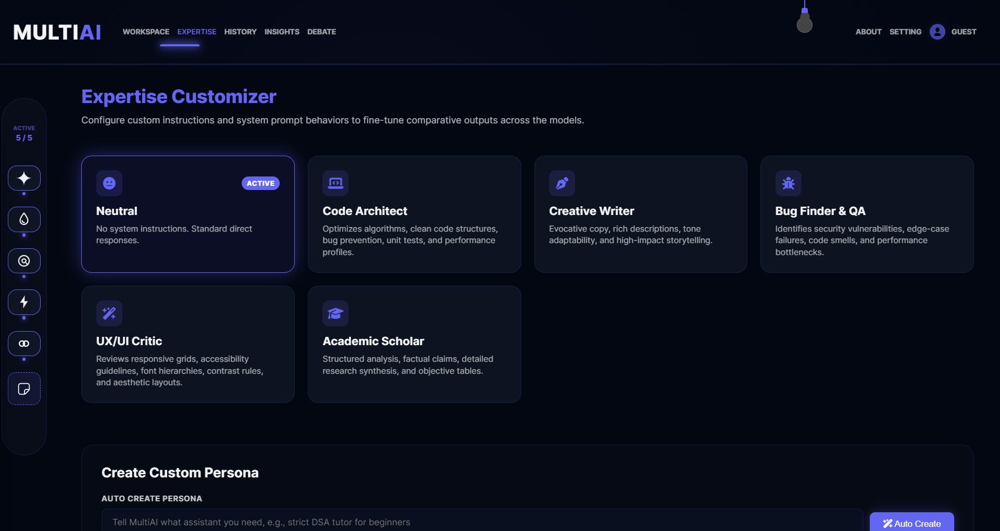 MULTIAI
WORKSPACE EXPERTISE HISTORY INSIGHTS DEBATE
ABOUT SETTING GUEST
ACTIVE
5 / 5
Expertise Customizer
Configure custom instructions and system prompt behaviors to fine-tune comparative outputs across the models.
ACTIVE
Neutral
No system instructions. Standard direct
responses.
Code Architect
Optimizes algorithms, clean code structures,
bug prevention, unit tests, and performance
profiles.
Creative Writer
Evocative copy, rich descriptions, tone
adaptability, and high-impact storytelling.
Bug Finder & QA
Identifies security vulnerabilities, edge-case
failures, code smells, and performance
bottlenecks.
UX/UI Critic
Reviews responsive grids, accessibility
guidelines, font hierarchies, contrast rules,
and aesthetic layouts.
Academic Scholar
Structured analysis, factual claims, detailed
research synthesis, and objective tables.
Create Custom Persona
AUTO CREATE PERSONA
Tell MultiAI what assistant you need, e.g., strict DSA tutor for beginners
Auto Create